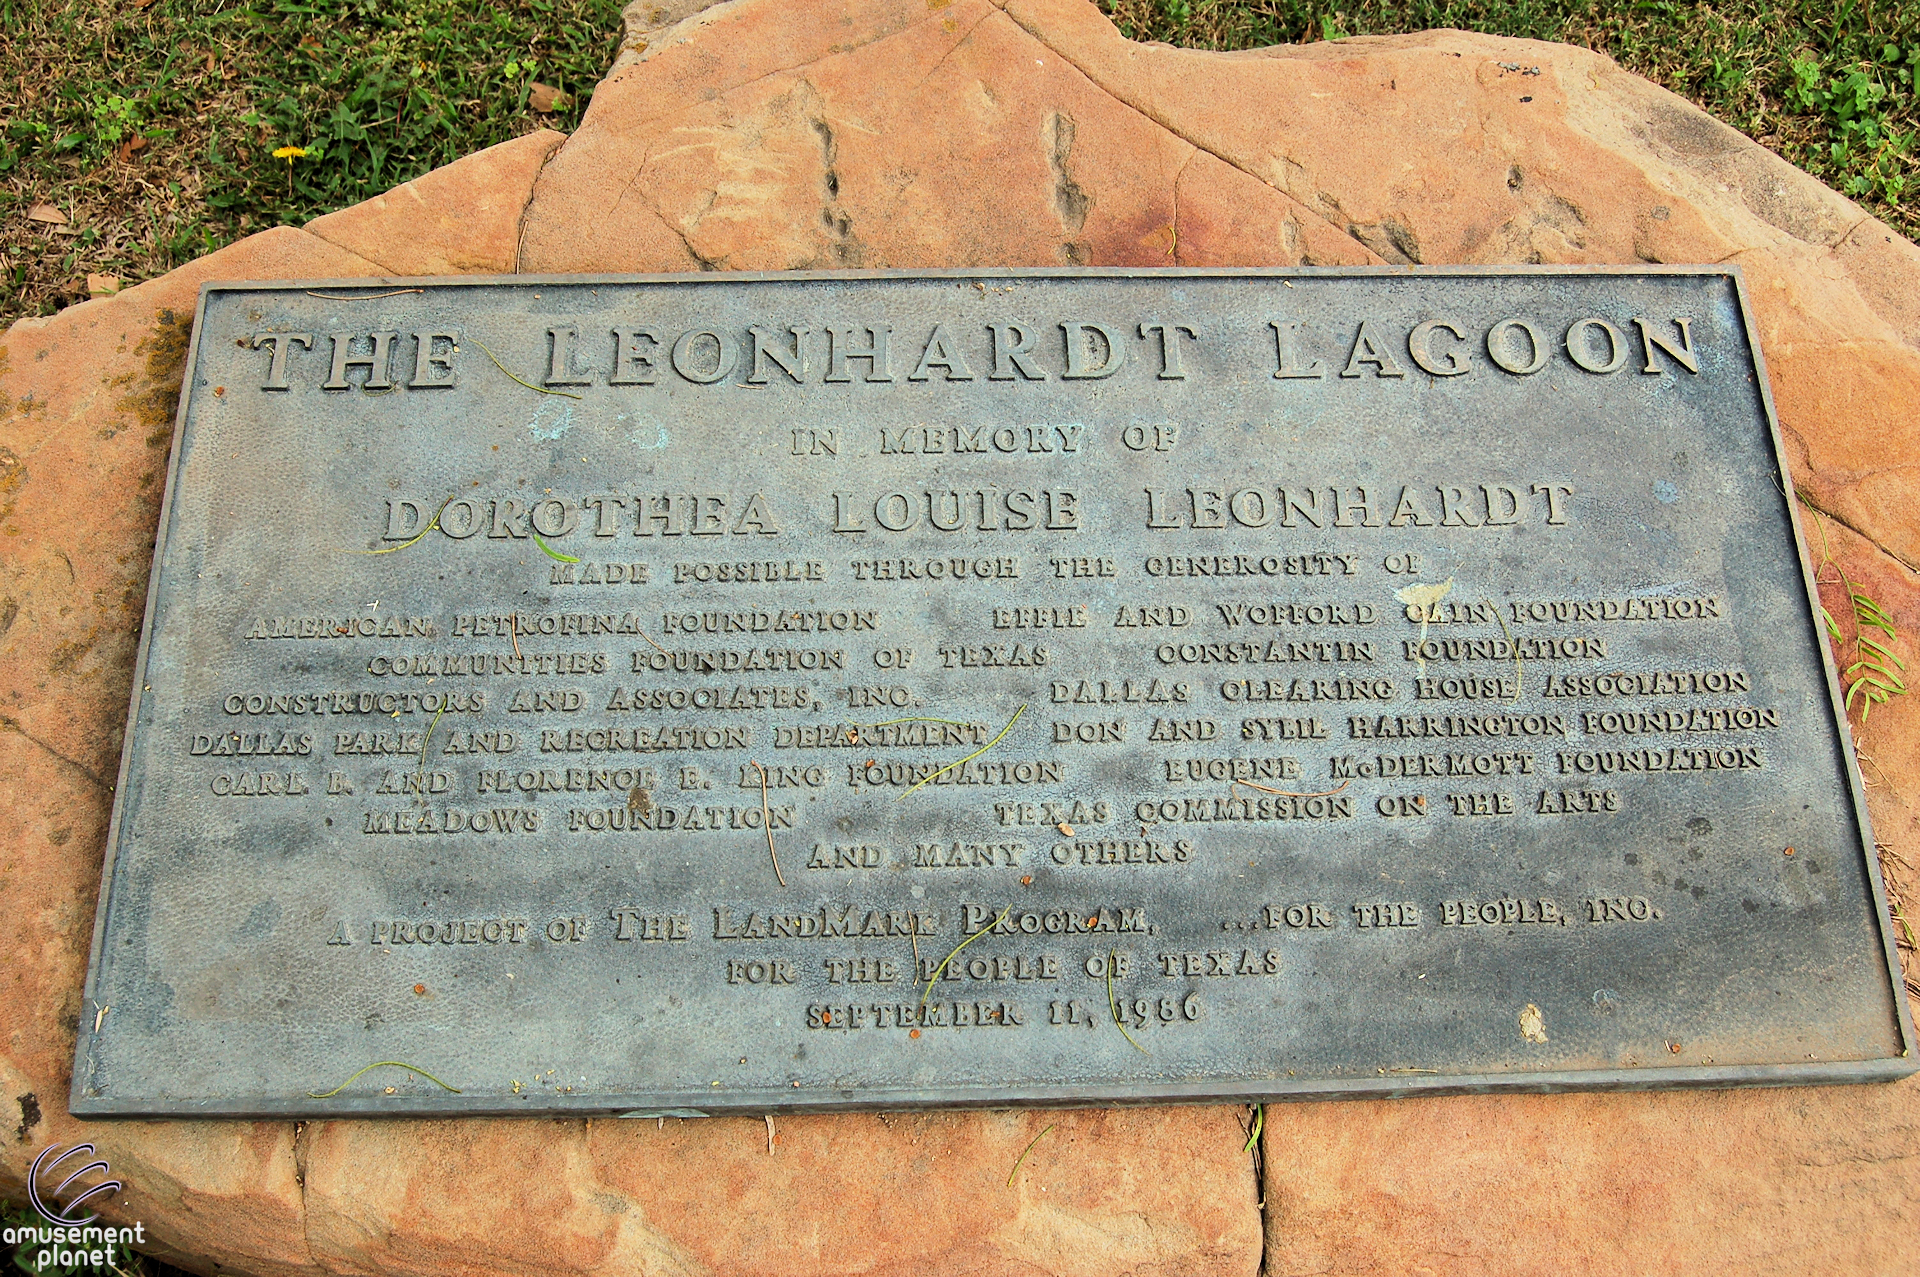 THE LEONHARDT LAGOON
IN MEMORY OF
DOROTHEA LOUISE LEONHARDT
MADE POSSIBLE THROUGH THE GENEROSITY OF
AMERICAN PETROFINA FOUNDATION EFFIE AND WOFFORD CAIN FOUNDATION
COMMUNITIES FOUNDATION OF TEXAS CONSTANTIN FOUNDATION
CONSTRUCTORS AND ASSOCIATES, INC. DALLAS CLEARING HOUSE ASSOCIATION
DALLAS PARK AND RECREATION DEPARTMENT DON AND SYBIL HARRINGTON FOUNDATION
CARL B. AND FLORENCE E. KING FOUNDATION EUGENE McDERMOTT FOUNDATION
MEADOWS FOUNDATION TEXAS COMMISSION ON THE ARTS
AND MANY OTHERS
A PROJECT OF THE LANDMARK PROGRAM, ...FOR THE PEOPLE, INC.
FOR THE PEOPLE OF TEXAS
SEPTEMBER 11, 1986
amusement
planet